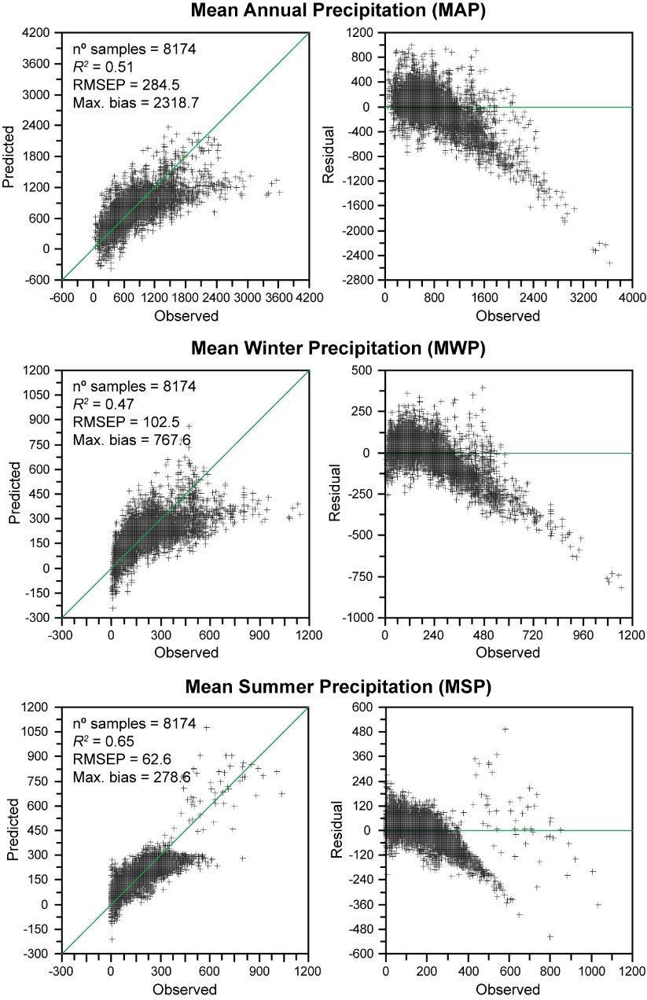 Mean Annual Precipitation (MAP)
4200
3600
3000
2400
1800
1200
600
0
-600
nº samples = 8174
R² = 0.51
RMSEP = 284.5
Max. bias = 2318.7
Predicted
-600 0 600 1200 1800 2400 3000 3600 4200
Observed
1200
800
400
0
-400
-800
-1200
-1600
-2000
-2400
-2800
Residual
0 800 1600 2400 3200 4000
Observed
Mean Winter Precipitation (MWP)
1200
1050
900
750
600
450
300
150
0
-150
-300
nº samples = 8174
R² = 0.47
RMSEP = 102.5
Max. bias = 767.6
Predicted
-300 0 300 600 900 1200
Observed
500
250
0
-250
-500
-750
-1000
Residual
0 240 480 720 960 1200
Observed
Mean Summer Precipitation (MSP)
1200
1050
900
750
600
450
300
150
0
-150
-300
nº samples = 8174
R² = 0.65
RMSEP = 62.6
Max. bias = 278.6
Predicted
-300 0 300 600 900 1200
Observed
600
480
360
240
120
0
-120
-240
-360
-480
-600
Residual
0 200 400 600 800 1000 1200
Observed